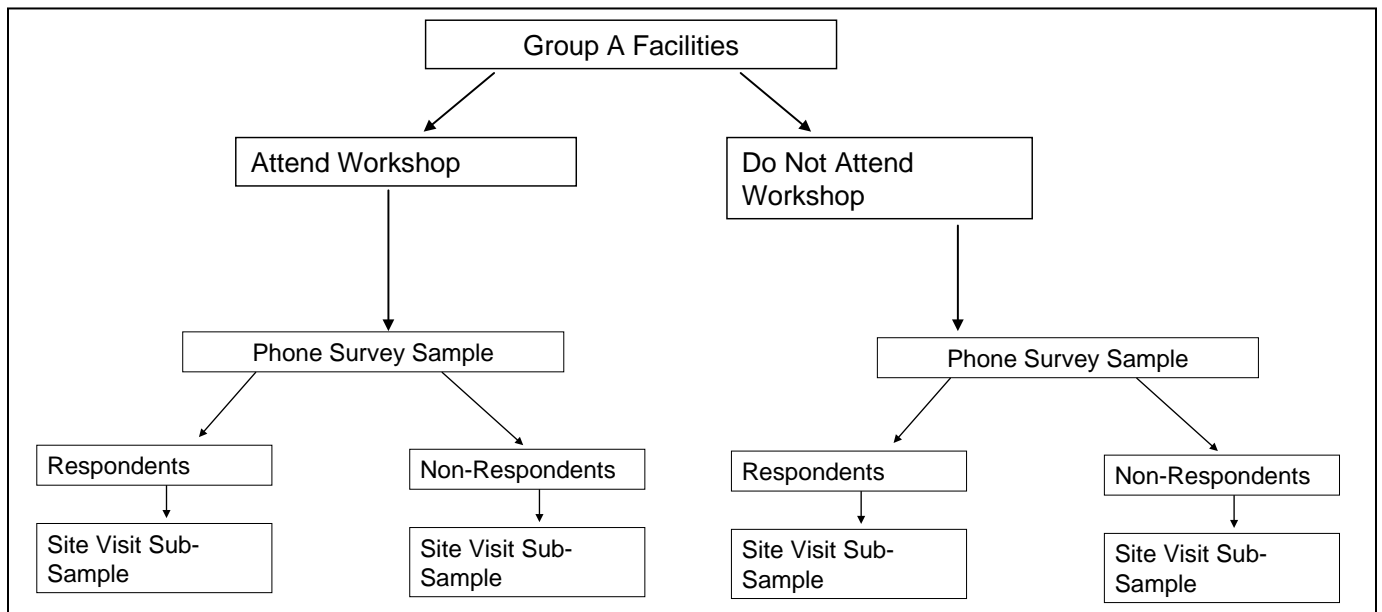 Group A Facilities
Attend Workshop
Do Not Attend
Workshop
Phone Survey Sample
Phone Survey Sample
Respondents
Non-Respondents
Respondents
Non-Respondents
Site Visit Sub-
Sample
Site Visit Sub-
Sample
Site Visit Sub-
Sample
Site Visit Sub-
Sample